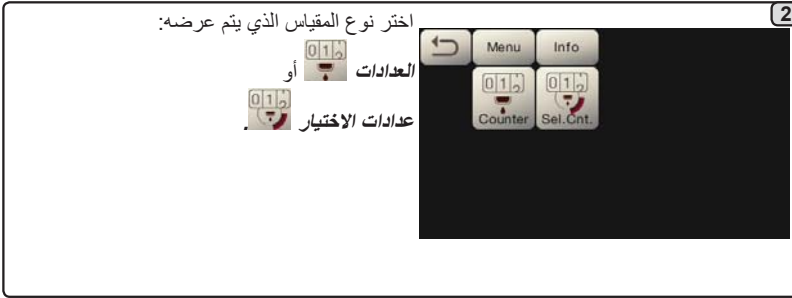 2
اختر نوع المقياس الذي يتم عرضه:
العدادات أو
عدادات الاختيار.
Menu Info
Counter Sel.Cnt.